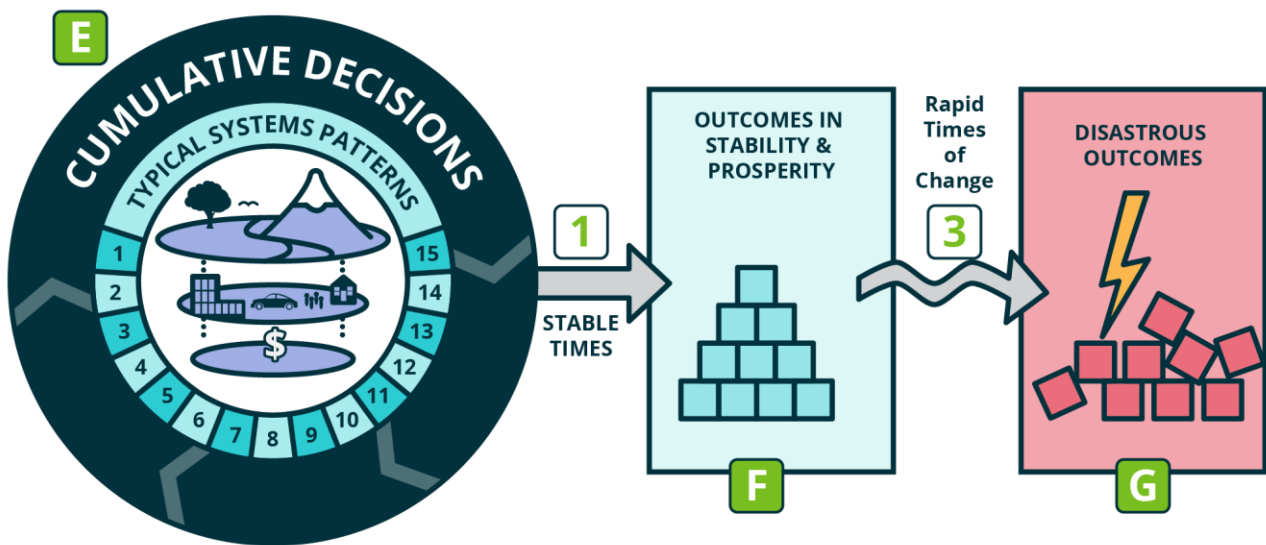 E
CUMULATIVE DECISIONS
TYPICAL SYSTEMS PATTERNS
1
2
3
4
5
6
7
8
9
10
11
12
13
14
15
$
1
STABLE
TIMES
OUTCOMES IN
STABILITY &
PROSPERITY
F
Rapid
Times
of
Change
3
DISASTROUS
OUTCOMES
G